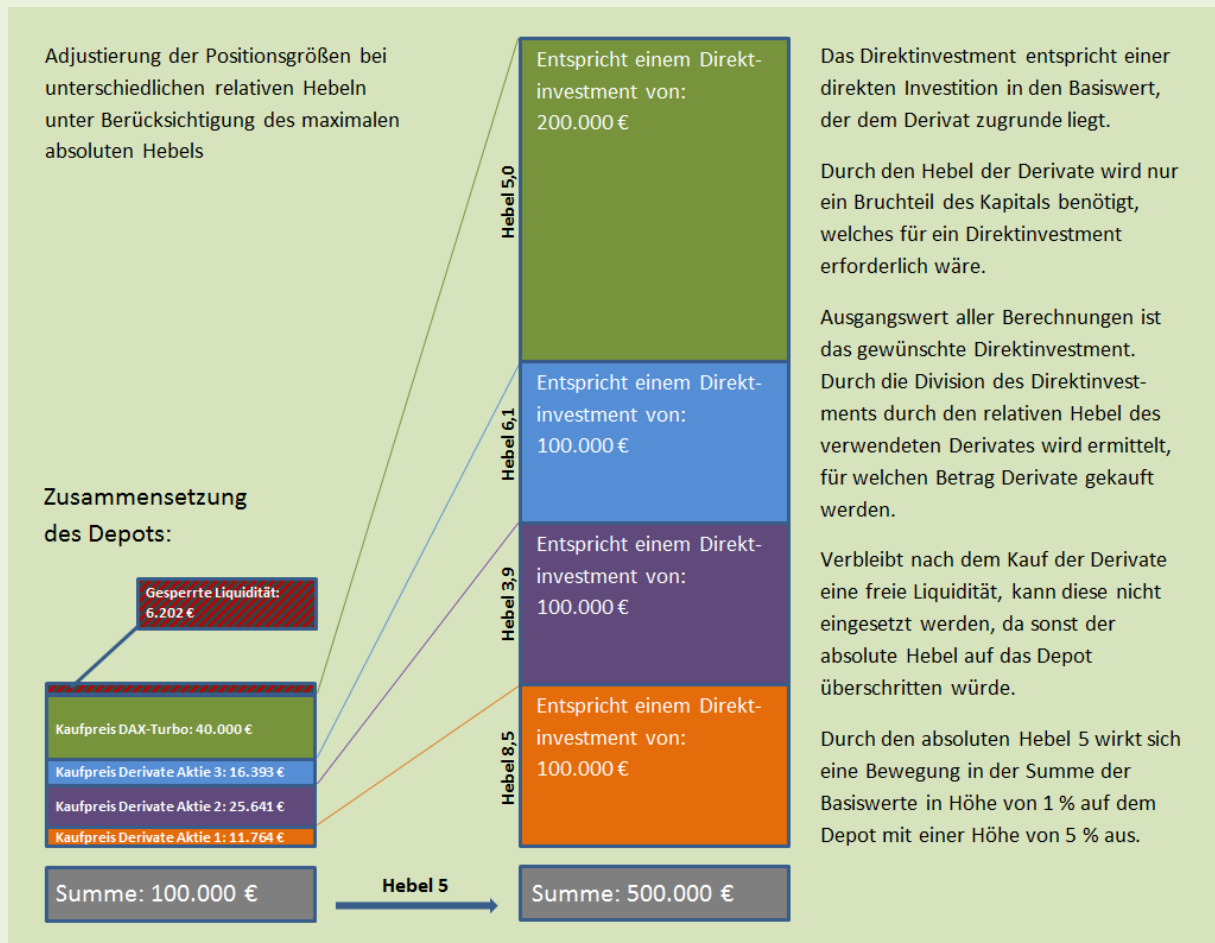 Adjustierung der Positionsgrößen bei
unterschiedlichen relativen Hebeln
unter Berücksichtigung des maximalen
absoluten Hebels
Zusammensetzung
des Depots:
Gesperrte Liquidität:
6.202 €
Kaufpreis DAX-Turbo: 40.000 €
Kaufpreis Derivate Aktie 3: 16.393 €
Kaufpreis Derivate Aktie 2: 25.641 €
Kaufpreis Derivate Aktie 1: 11.764 €
Summe: 100.000 €
Hebel 5
Hebel 5,0
Entspricht einem Direkt-
investment von:
200.000 €
Hebel 6,1
Entspricht einem Direkt-
investment von:
100.000 €
Hebel 3,9
Entspricht einem Direkt-
investment von:
100.000 €
Hebel 8,5
Entspricht einem Direkt-
investment von:
100.000 €
Summe: 500.000 €
Das Direktinvestment entspricht einer
direkten Investition in den Basiswert,
der dem Derivat zugrunde liegt.
Durch den Hebel der Derivate wird nur
ein Bruchteil des Kapitals benötigt,
welches für ein Direktinvestment
erforderlich wäre.
Ausgangswert aller Berechnungen ist
das gewünschte Direktinvestment.
Durch die Division des Direktinvest-
ments durch den relativen Hebel des
verwendeten Derivates wird ermittelt,
für welchen Betrag Derivate gekauft
werden.
Verbleibt nach dem Kauf der Derivate
eine freie Liquidität, kann diese nicht
eingesetzt werden, da sonst der
absolute Hebel auf das Depot
überschritten würde.
Durch den absoluten Hebel 5 wirkt sich
eine Bewegung in der Summe der
Basiswerte in Höhe von 1 % auf dem
Depot mit einer Höhe von 5 % aus.